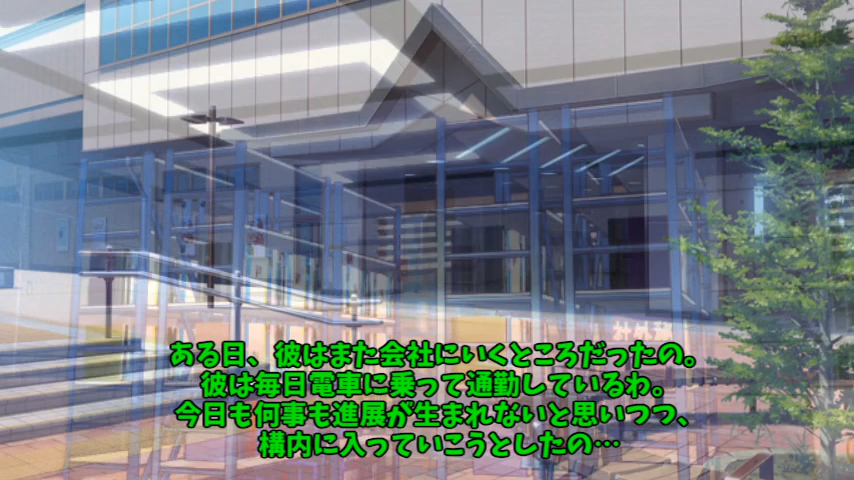 ある日、彼はまた会社にいくところだったの。
彼は毎日電車に乗って通勤しているわ。
今日も何事も進展が生まれないと思いつつ、
構内に入っていこうとしたの…